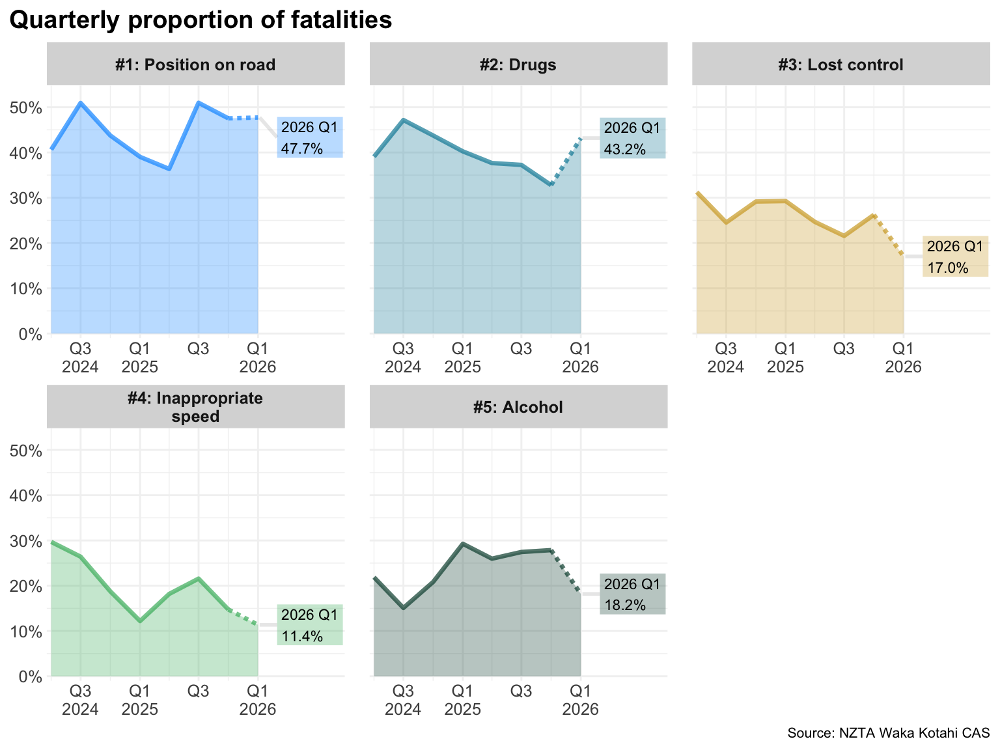 Quarterly proportion of fatalities
#1: Position on road
#2: Drugs
#3: Lost control
50%
40%
30%
20%
10%
0%
2026 Q1
47.7%
2026 Q1
43.2%
2026 Q1
17.0%
Q3
2024
Q1
2025
Q3
Q1
2026
Q3
2024
Q1
2025
Q3
Q1
2026
Q3
2024
Q1
2025
Q3
Q1
2026
#4: Inappropriate
speed
#5: Alcohol
50%
40%
30%
20%
10%
0%
2026 Q1
11.4%
2026 Q1
18.2%
Q3
2024
Q1
2025
Q3
Q1
2026
Q3
2024
Q1
2025
Q3
Q1
2026
Source: NZTA Waka Kotahi CAS